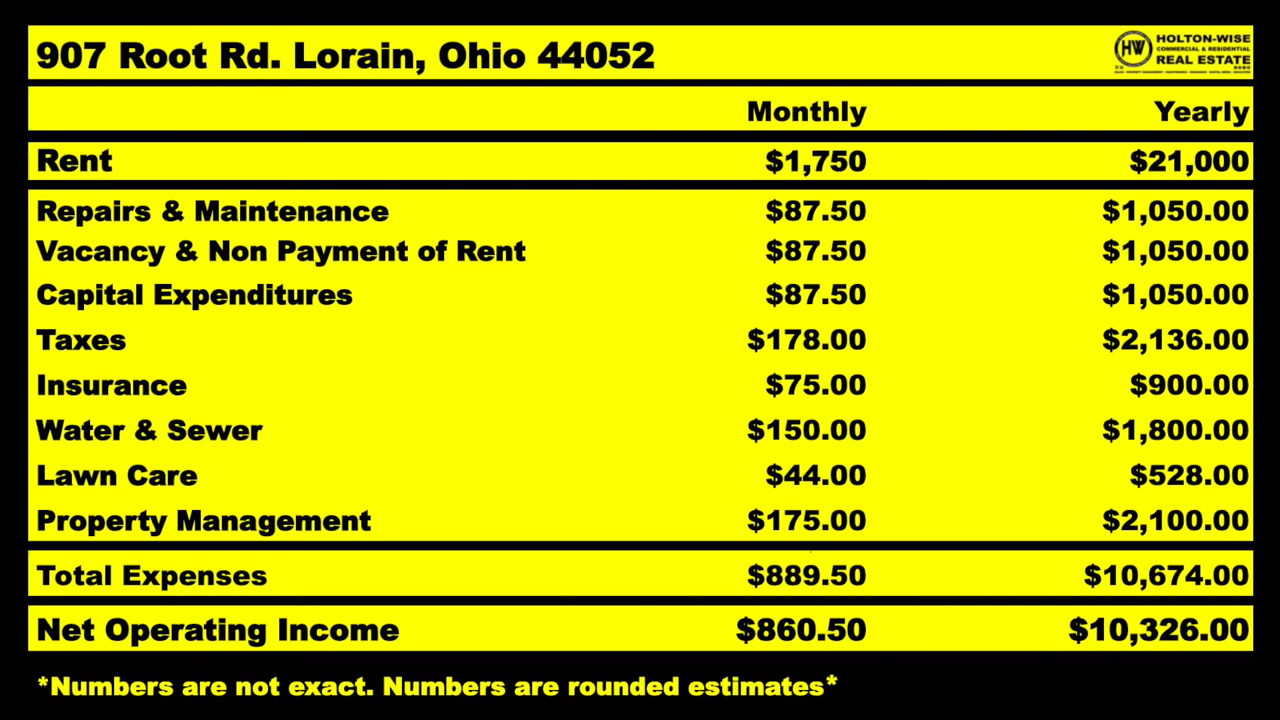 907 Root Rd. Lorain, Ohio 44052
HW HOLTON-WISE
COMMERCIAL & RESIDENTIAL
REAL ESTATE
Monthly Yearly
Rent $1,750 $21,000
Repairs & Maintenance $87.50 $1,050.00
Vacancy & Non Payment of Rent $87.50 $1,050.00
Capital Expenditures $87.50 $1,050.00
Taxes $178.00 $2,136.00
Insurance $75.00 $900.00
Water & Sewer $150.00 $1,800.00
Lawn Care $44.00 $528.00
Property Management $175.00 $2,100.00
Total Expenses $889.50 $10,674.00
Net Operating Income $860.50 $10,326.00
*Numbers are not exact. Numbers are rounded estimates*